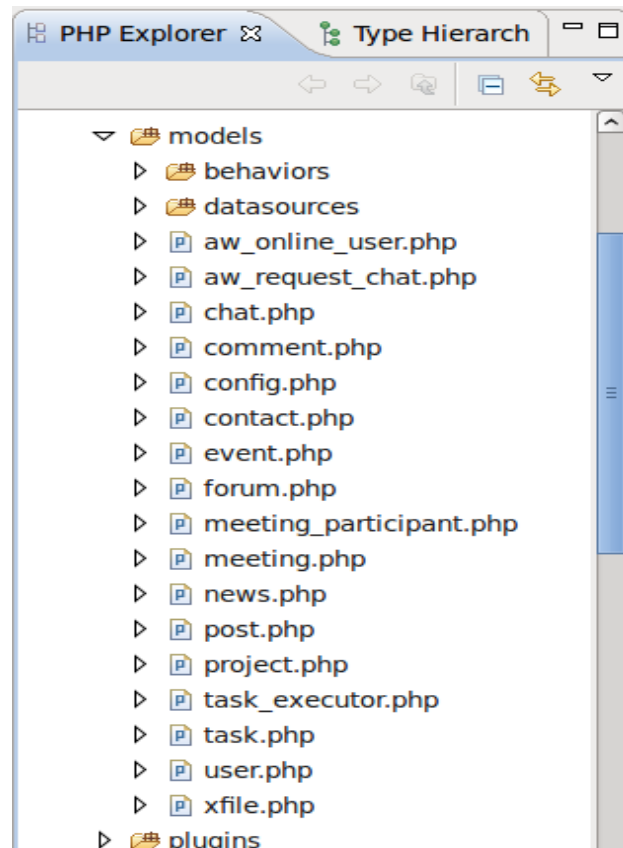 PHP Explorer Type Hierarch
models
behaviors
datasources
aw_online_user.php
aw_request_chat.php
chat.php
comment.php
config.php
contact.php
event.php
forum.php
meeting_participant.php
meeting.php
news.php
post.php
project.php
task_executor.php
task.php
user.php
xfile.php
plugins